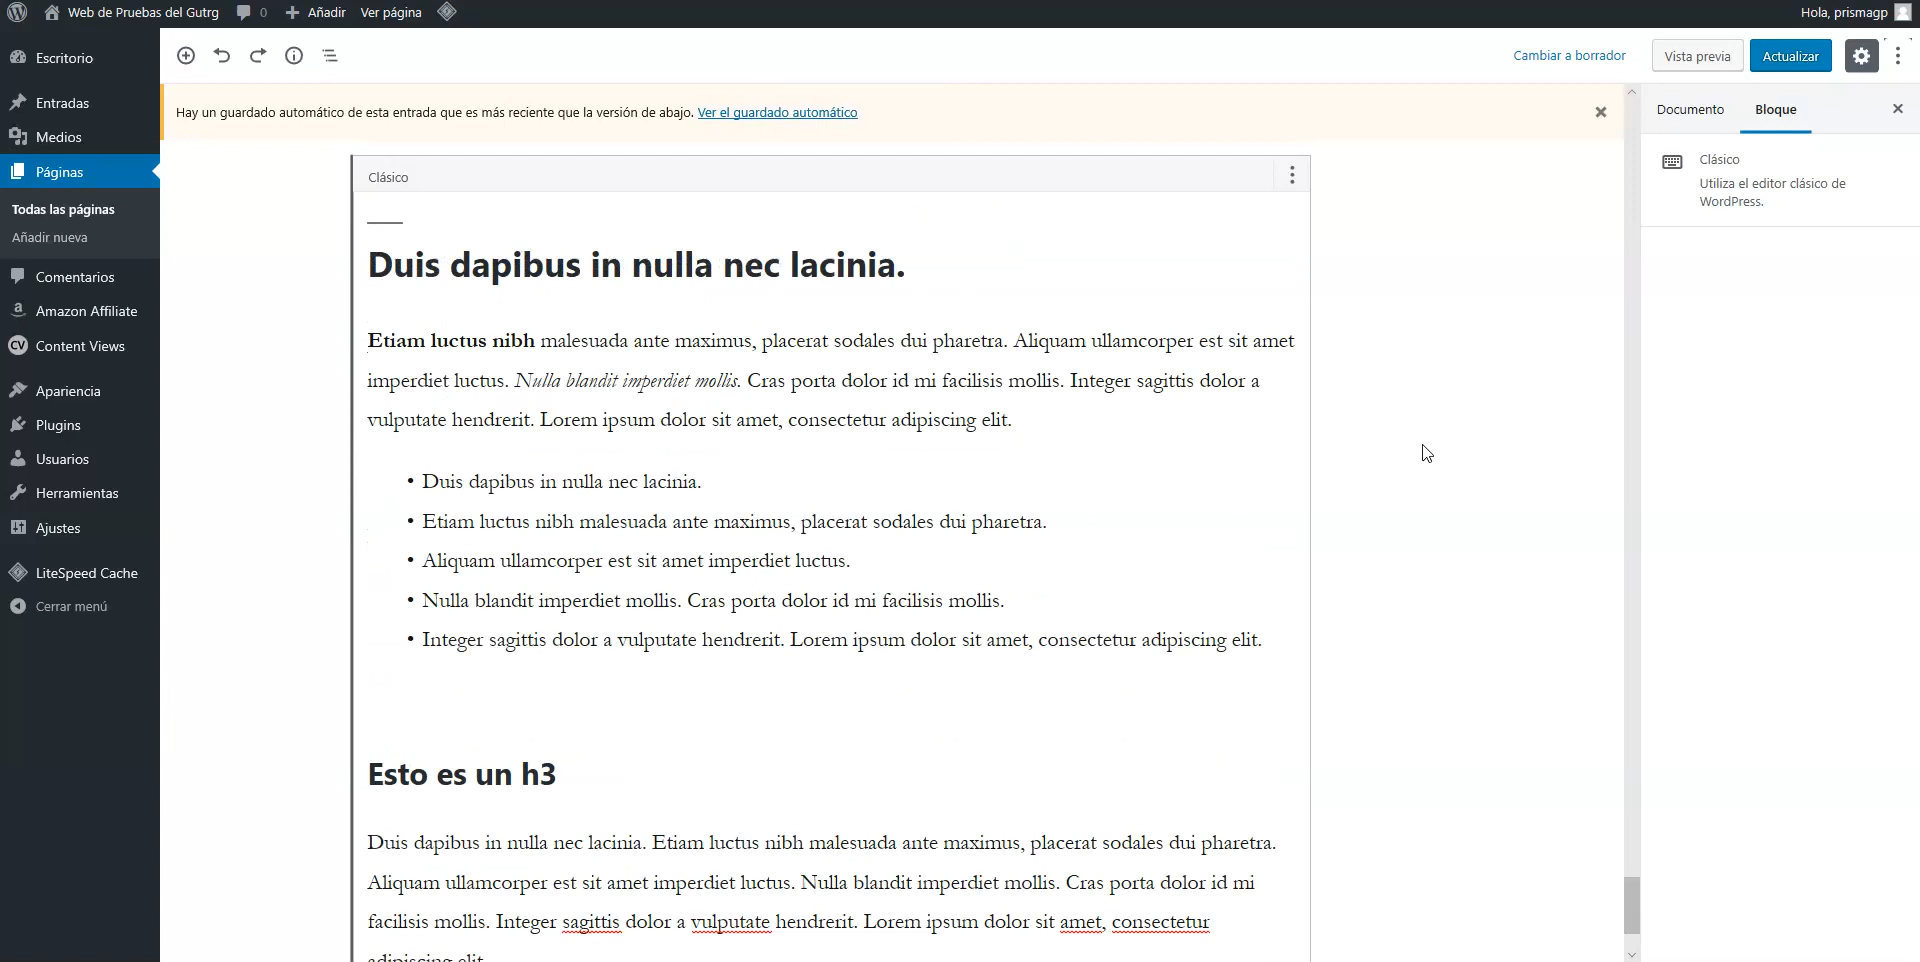 Web de Pruebas del Gutrg 0 Añadir Ver página Hola, prismagp
Escritorio
Entradas
Medios
Páginas
Todas las páginas
Añadir nueva
Comentarios
Amazon Affiliate
Content Views
Apariencia
Plugins
Usuarios
Herramientas
Ajustes
LiteSpeed Cache
Cerrar menú
Cambiar a borrador Vista previa Actualizar
Hay un guardado automático de esta entrada que es más reciente que la versión de abajo. Ver el guardado automático
Clásico
Duis dapibus in nulla nec lacinia.
Etiam luctus nibh malesuada ante maximus, placerat sodales dui pharetra. Aliquam ullamcorper est sit amet
imperdiet luctus. Nulla blandit imperdiet mollis. Cras porta dolor id mi facilisis mollis. Integer sagittis dolor a
vulputate hendrerit. Lorem ipsum dolor sit amet, consectetur adipiscing elit.
• Duis dapibus in nulla nec lacinia.
• Etiam luctus nibh malesuada ante maximus, placerat sodales dui pharetra.
• Aliquam ullamcorper est sit amet imperdiet luctus.
• Nulla blandit imperdiet mollis. Cras porta dolor id mi facilisis mollis.
• Integer sagittis dolor a vulputate hendrerit. Lorem ipsum dolor sit amet, consectetur adipiscing elit.
Esto es un h3
Duis dapibus in nulla nec lacinia. Etiam luctus nibh malesuada ante maximus, placerat sodales dui pharetra.
Aliquam ullamcorper est sit amet imperdiet luctus. Nulla blandit imperdiet mollis. Cras porta dolor id mi
facilisis mollis. Integer sagittis dolor a vulputate hendrerit. Lorem ipsum dolor sit amet, consectetur
adipiscing elit.
Documento Bloque
Clásico
Utiliza el editor clásico de
WordPress.